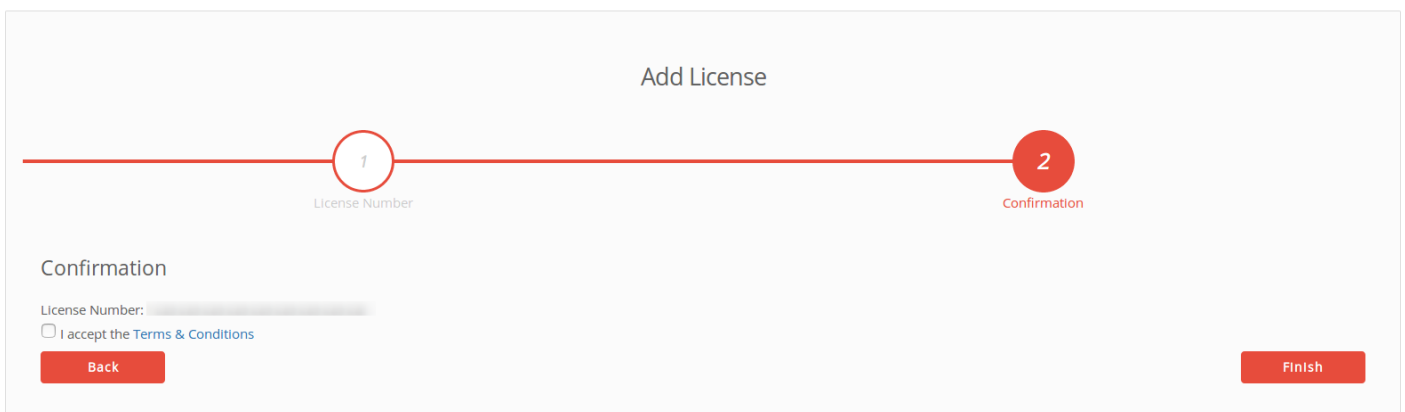 Add License
1
2
License Number
Confirmation
Confirmation
License Number:
I accept the Terms & Conditions
Back
Finish